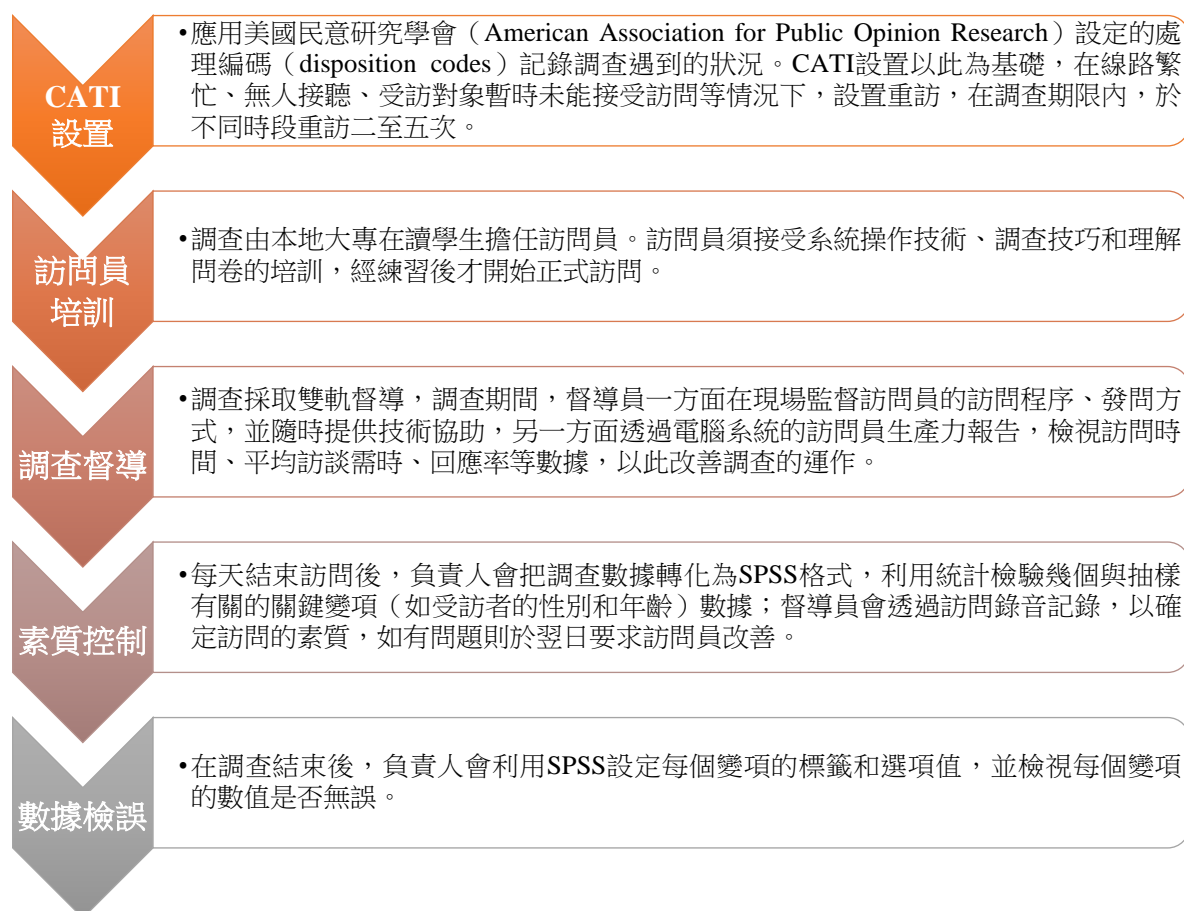 CATI
設置
•應用美國民意研究學會（American Association for Public Opinion Research）設定的處
理編碼（disposition codes）記錄調查遇到的狀況。CATI設置以此為基礎，在線路繁
忙、無人接聽、受訪對象暫時未能接受訪問等情況下，設置重訪，在調查期限內，於
不同時段重訪二至五次。
訪問員
培訓
•調查由本地大專在讀學生擔任訪問員。訪問員須接受系統操作技術、調查技巧和理解
問卷的培訓，經練習後才開始正式訪問。
調查督導
•調查採取雙軌督導，調查期間，督導員一方面在現場監督訪問員的訪問程序、發問方
式，並隨時提供技術協助，另一方面透過電腦系統的訪問員生產力報告，檢視訪問時
間、平均訪談需時、回應率等數據，以此改善調查的運作。
素質控制
•每天結束訪問後，負責人會把調查數據轉化為SPSS格式，利用統計檢驗幾個與抽樣
有關的關鍵變項（如受訪者的性別和年齡）數據；督導員會透過訪問錄音記錄，以確
定訪問的素質，如有問題則於翌日要求訪問員改善。
數據檢誤
•在調查結束後，負責人會利用SPSS設定每個變項的標籤和選項值，並檢視每個變項
的數值是否無誤。